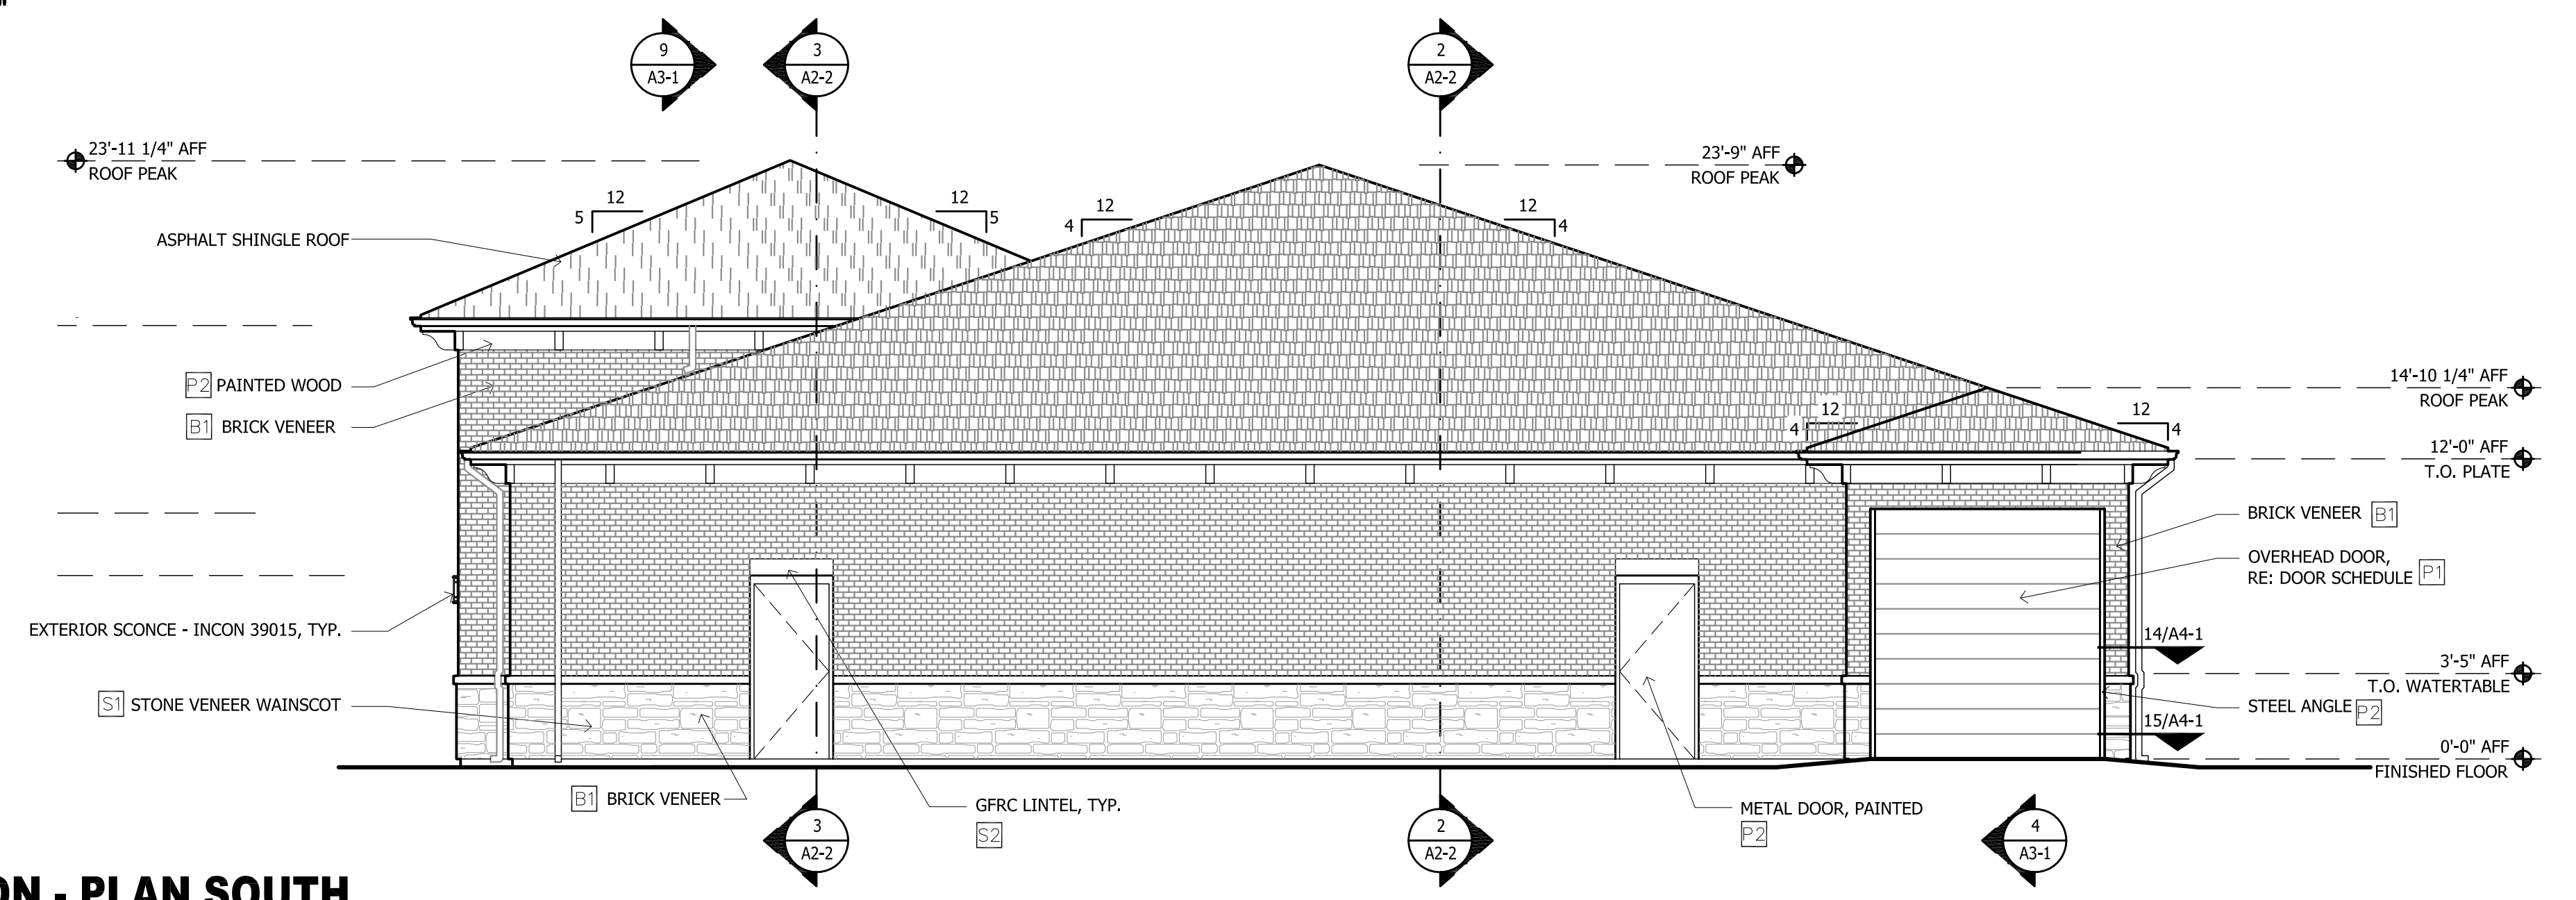 9
A3-1
3
A2-2
2
A2-2
23'-11 1/4" AFF
ROOF PEAK
23'-9" AFF
ROOF PEAK
12
5
12
5
12
4
12
4
ASPHALT SHINGLE ROOF
P2 PAINTED WOOD
B1 BRICK VENEER
14'-10 1/4" AFF
ROOF PEAK
12
4
12
4
12'-0" AFF
T.O. PLATE
BRICK VENEER B1
OVERHEAD DOOR,
RE: DOOR SCHEDULE P1
EXTERIOR SCONCE - INCON 39015, TYP.
14/A4-1
3'-5" AFF
T.O. WATERTABLE
S1 STONE VENEER WAINSCOT
STEEL ANGLE P2
15/A4-1
0'-0" AFF
FINISHED FLOOR
B1 BRICK VENEER
GFRC LINTEL, TYP.
S2
METAL DOOR, PAINTED
P2
3
A2-2
2
A2-2
4
A3-1
ON - PLAN SOUTH